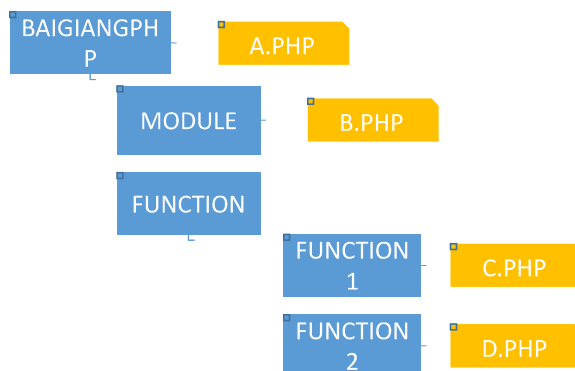 BAIGIANGPH
P
A.PHP
MODULE
B.PHP
FUNCTION
FUNCTION
1
C.PHP
FUNCTION
2
D.PHP